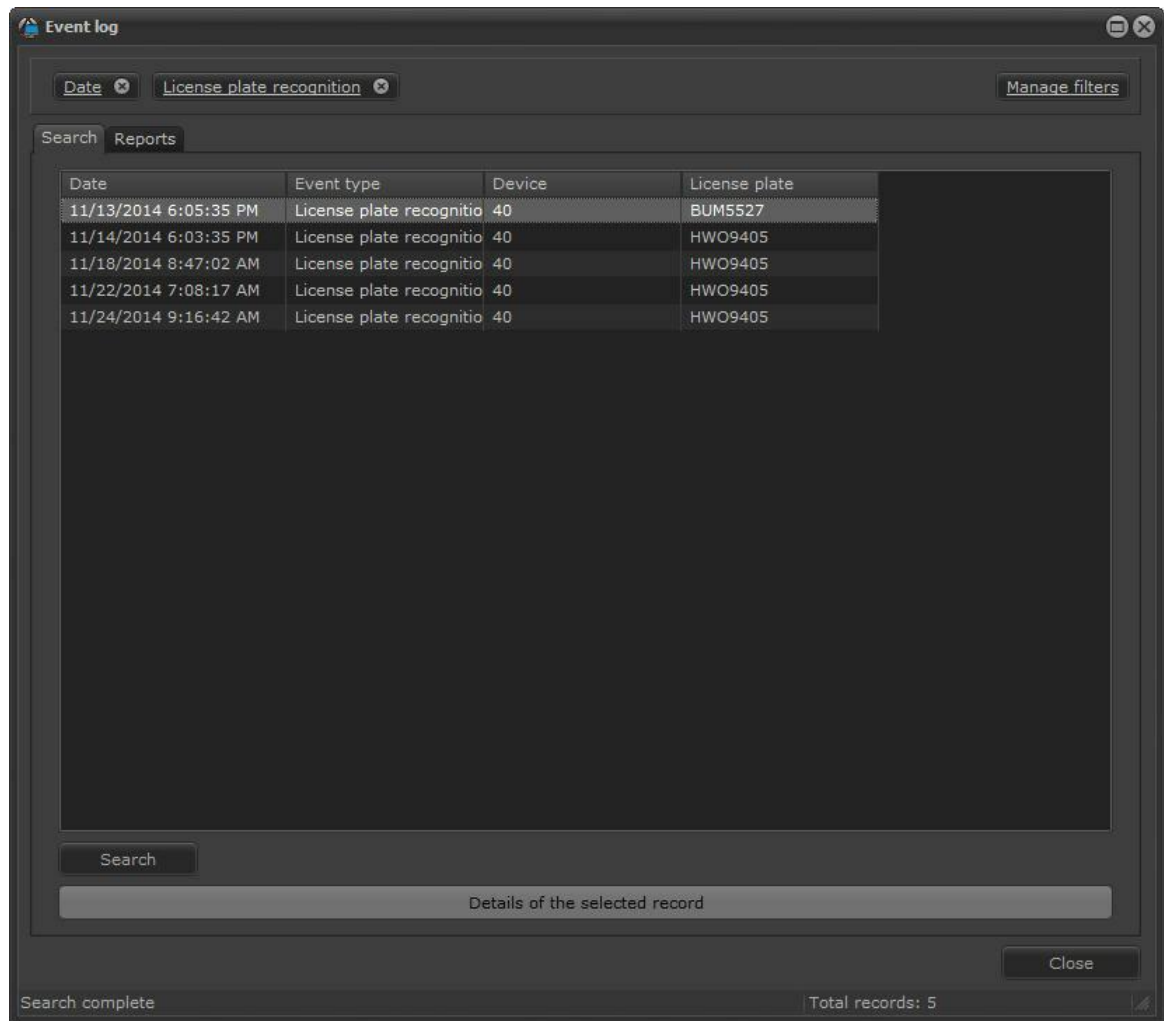 Event log
Date License plate recognition Manage filters
Search Reports
Date Event type Device License plate
11/13/2014 6:05:35 PM License plate recognitio 40 BUM5527
11/14/2014 6:03:35 PM License plate recognitio 40 HWO9405
11/18/2014 8:47:02 AM License plate recognitio 40 HWO9405
11/22/2014 7:08:17 AM License plate recognitio 40 HWO9405
11/24/2014 9:16:42 AM License plate recognitio 40 HWO9405
Search
Details of the selected record
Close
Search complete Total records: 5